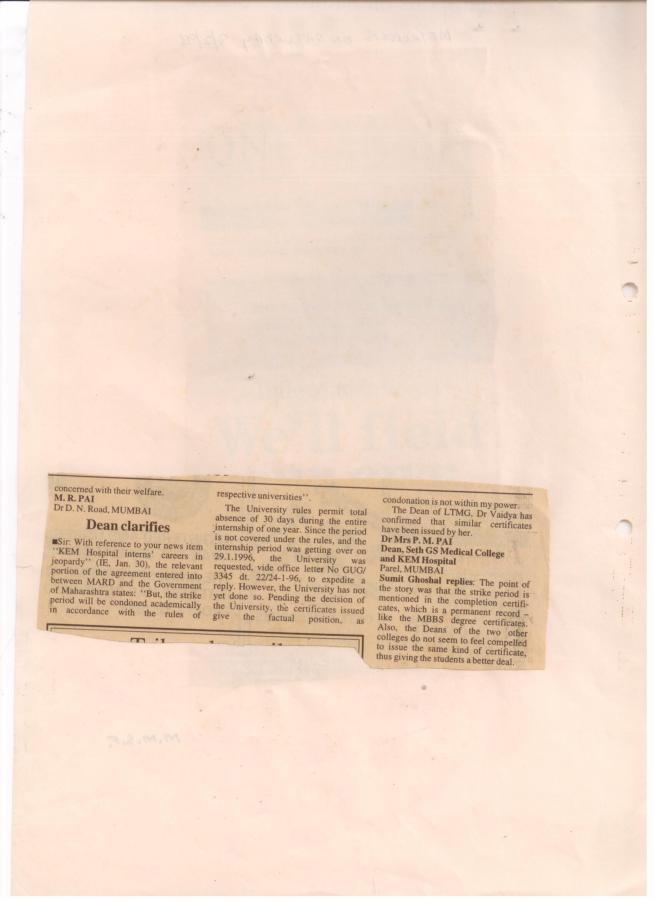 concerned with their welfare.
M. R. PAI
Dr D. N. Road, MUMBAI
Dean clarifies
■Sir: With reference to your news item
"KEM Hospital interns' careers in
jeopardy" (IE, Jan. 30), the relevant
portion of the agreement entered into
between MARD and the Government
of Maharashtra states: "But, the strike
period will be condoned academically
in accordance with the rules of
respective universities".
The University rules permit total
absence of 30 days during the entire
internship of one year. Since the period
is not covered under the rules, and the
internship period was getting over on
29.1.1996, the University was
requested, vide office letter No GUG/
3345 dt. 22/24-1-96, to expedite a
reply. However, the University has not
yet done so. Pending the decision of
the University, the certificates issued
give the factual position, as
condonation is not within my power.
The Dean of LTMG, Dr Vaidya has
confirmed that similar certificates
have been issued by her.
Dr Mrs P. M. PAI
Dean, Seth GS Medical College
and KEM Hospital
Parel, MUMBAI
Sumit Ghoshal replies: The point of
the story was that the strike period is
mentioned in the completion certifi-
cates, which is a permanent record –
like the MBBS degree certificates.
Also, the Deans of the two other
colleges do not seem to feel compelled
to issue the same kind of certificate,
thus giving the students a better deal.
We'll field
M.M.S.F.